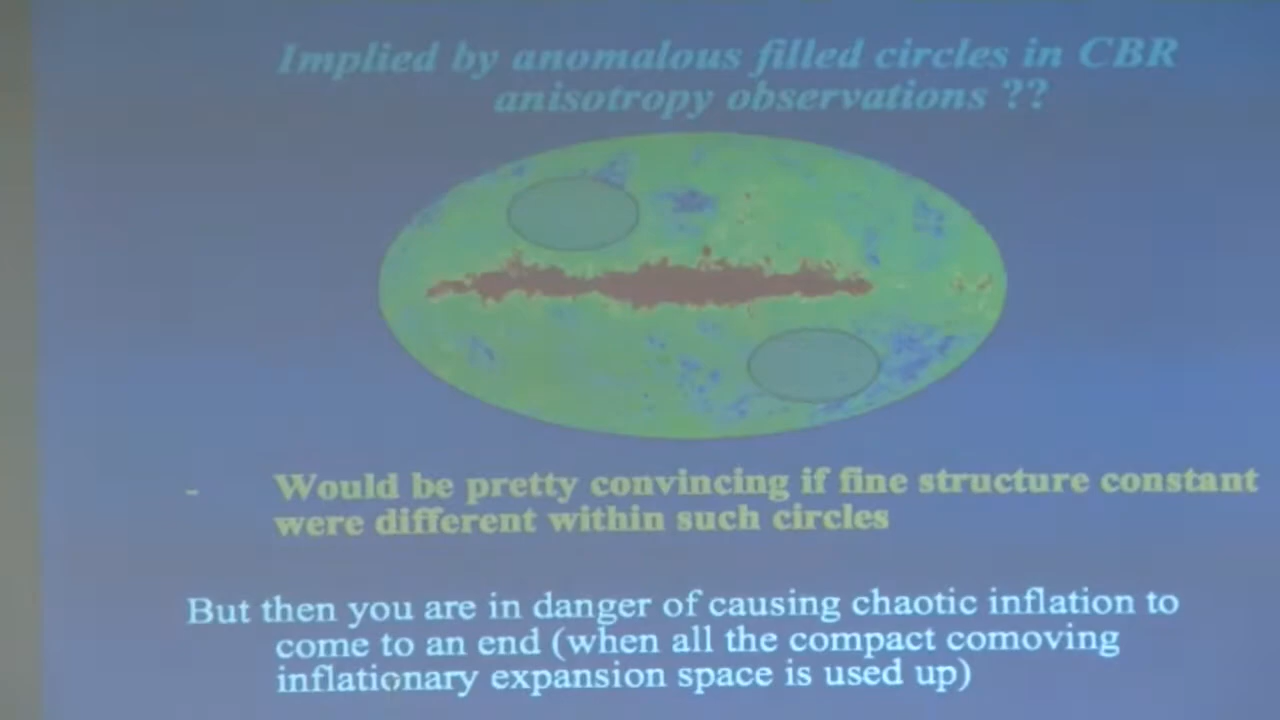 Implied by anomalous filled circles in CBR
anisotropy observations ??
- Would be pretty convincing if fine structure constant
were different within such circles
But then you are in danger of causing chaotic inflation to
come to an end (when all the compact comoving
inflationary expansion space is used up)